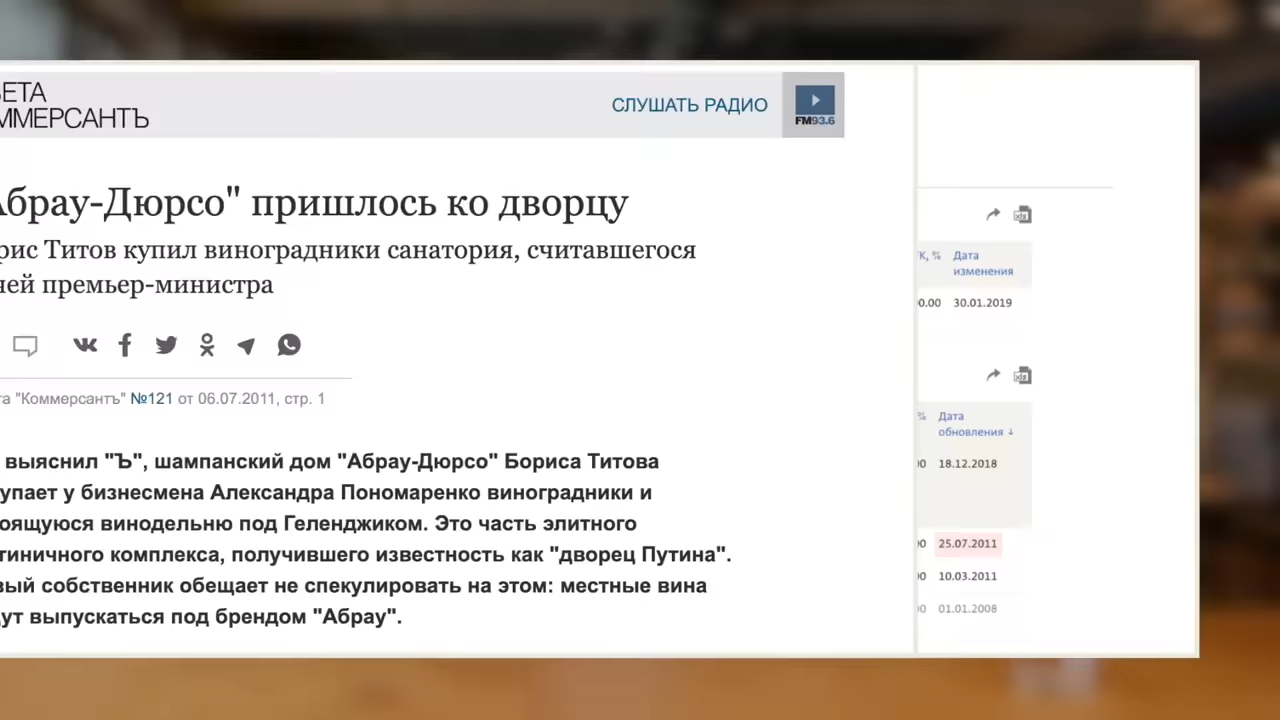 ЕТА
ММЕРСАНТЪ
СЛУШАТЬ РАДИО
FM93.6
Абрау-Дюрсо" пришлось ко дворцу
рис Титов купил виноградники санатория, считавшегося
чей премьер-министра
та "Коммерсантъ" №121 от 06.07.2011, стр. 1
выяснил "Ъ", шампанский дом "Абрау-Дюрсо" Бориса Титова
упает у бизнесмена Александра Пономаренко виноградники и
оящуюся винодельню под Геленджиком. Это часть элитного
тиничного комплекса, получившего известность как "дворец Путина".
вый собственник обещает не спекулировать на этом: местные вина
ут выпускаться под брендом "Абрау".
xls
К, % Дата
изменения
0.00 30.01.2019
xls
% Дата
обновления ↓
00 18.12.2018
00 25.07.2011
00 10.03.2011
00 01.01.2008